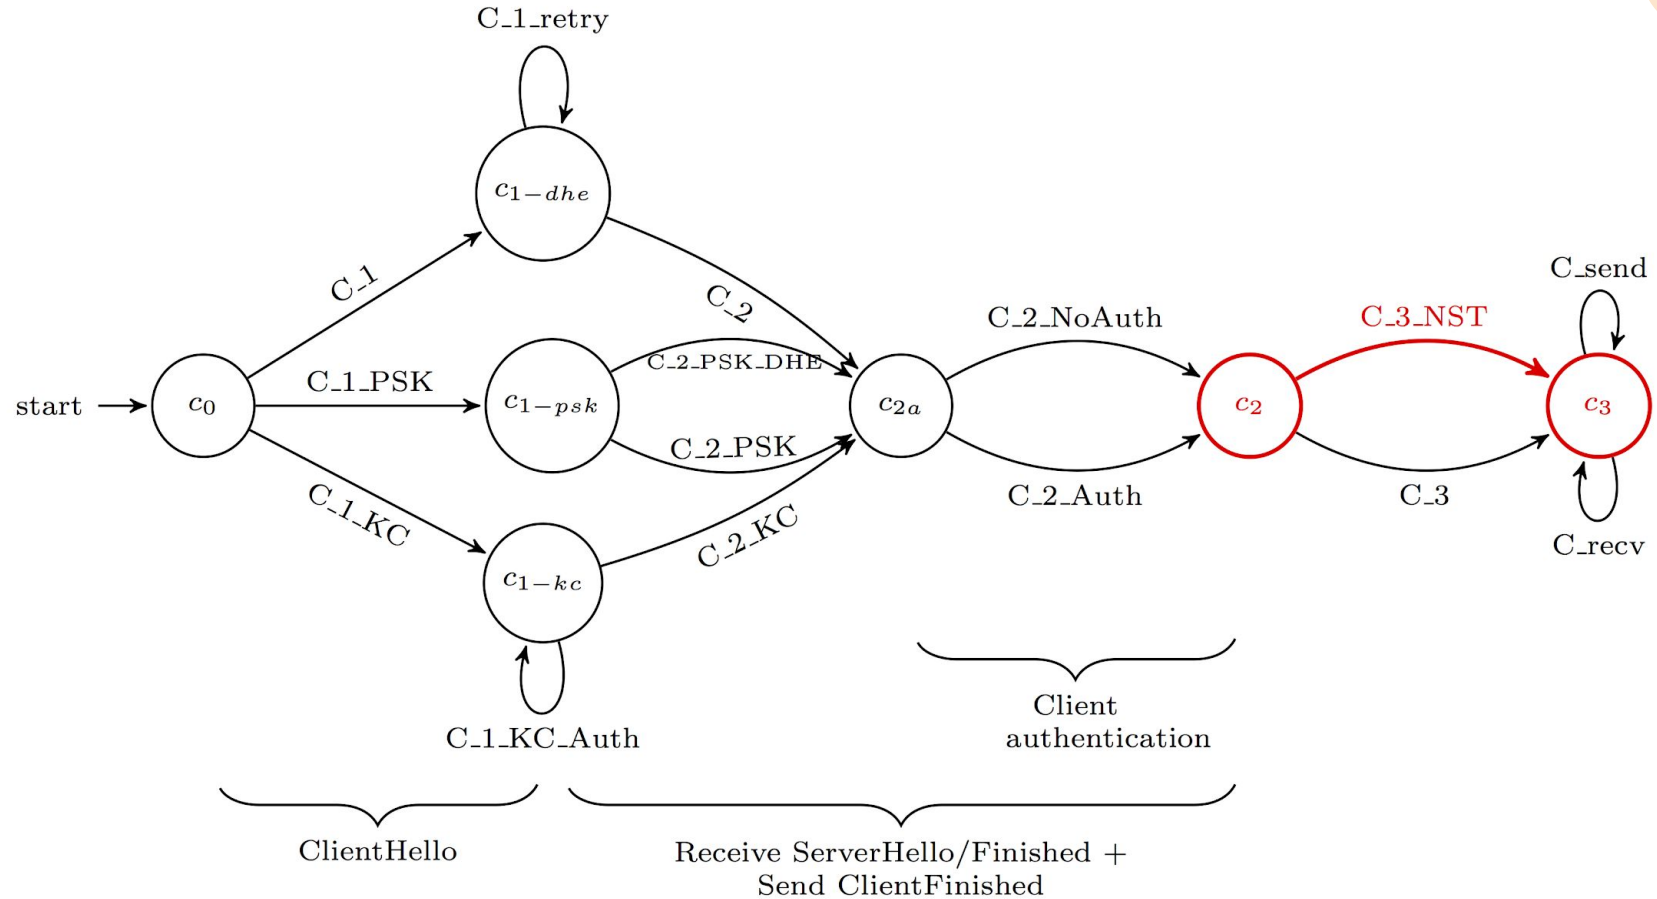 C_1_retry
c1−dhe
C_1
C_2
C_send
C_2_NoAuth
C_3_NST
C_2_PSK_DHE
C_1_PSK
start
c0
c1−psk
c2a
c2
c3
C_2_PSK
C_2_Auth
C_3
C_1_KC
C_2_KC
C_recv
c1−kc
Client
authentication
C_1_KC_Auth
ClientHello
Receive ServerHello/Finished +
Send ClientFinished